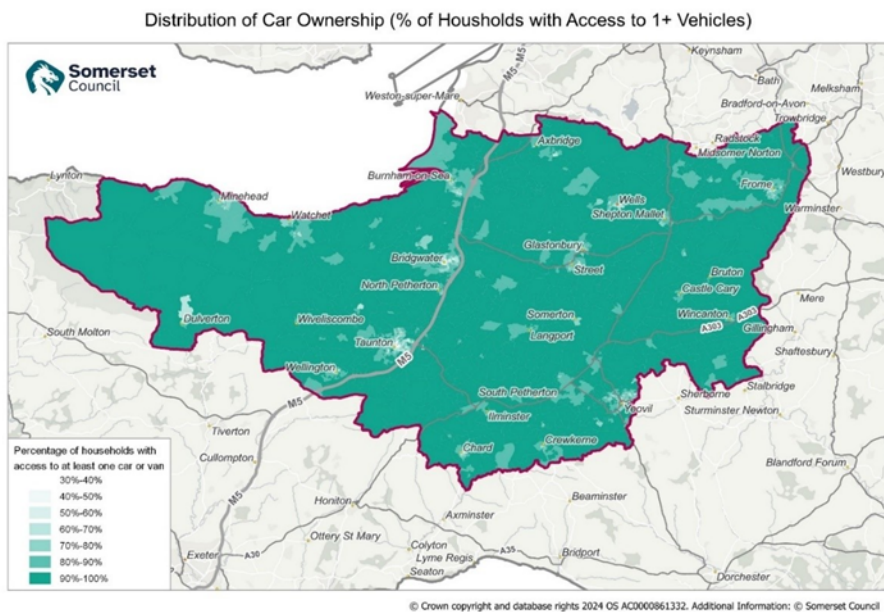 Distribution of Car Ownership (% of Housholds with Access to 1+ Vehicles)
Somerset
Council
Keynsham
M5
M5
Bath
Melksham
Weston-super-Mare
Bradford-on-Avon
Trowbridge
Axbridge
Radstock
Midsomer Norton
Westbury
Lynton
Burnham-on-Sea
Frome
Minehead
Wells
Watchet
Shepton Mallet
Warminster
Bridgwater
Glastonbury
Street
North Petherton
Bruton
Castle Cary
Mere
Dulverton
Wiveliscombe
Somerton
Wincanton
A303
A303
South Molton
Langport
Gillingham
Taunton
M5
Shaftesbury
Wellington
M5
South Petherton
Sherborne
Stalbridge
Yeovil
Ilminster
Sturminster Newton
Tiverton
Chard
Crewkerne
Cullompton
Blandford Forum
M5
Honiton
Beaminster
Axminster
Ottery St Mary
Colyton
Exeter
A30
Lyme Regis
A35
Bridport
Seaton
Dorchester
Percentage of households with
access to at least one car or van
30%-40%
40%-50%
50%-60%
60%-70%
70%-80%
80%-90%
90%-100%
© Crown copyright and database rights 2024 OS AC0000861332. Additional Information: © Somerset Council